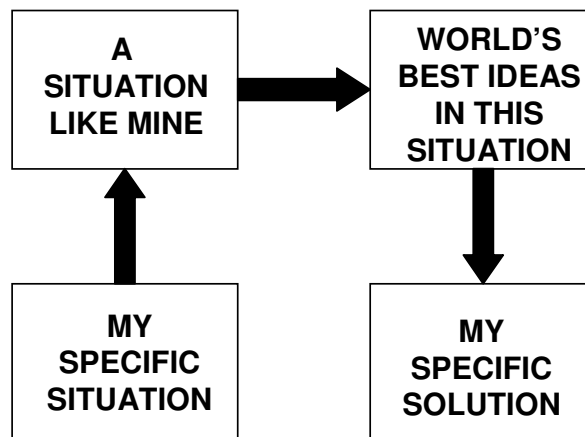 A
SITUATION
LIKE MINE
WORLD'S
BEST IDEAS
IN THIS
SITUATION
MY
SPECIFIC
SITUATION
MY
SPECIFIC
SOLUTION